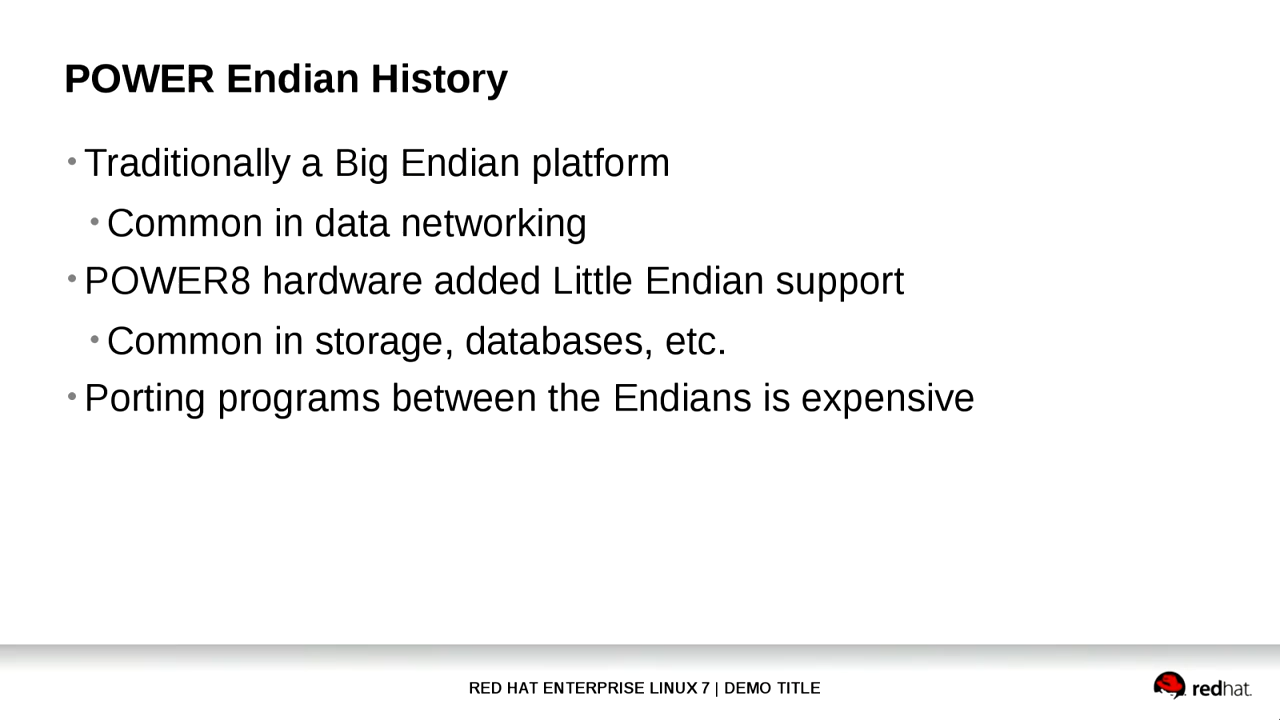 POWER Endian History
• Traditionally a Big Endian platform
• Common in data networking
• POWER8 hardware added Little Endian support
• Common in storage, databases, etc.
• Porting programs between the Endians is expensive
RED HAT ENTERPRISE LINUX 7 | DEMO TITLE
redhat.